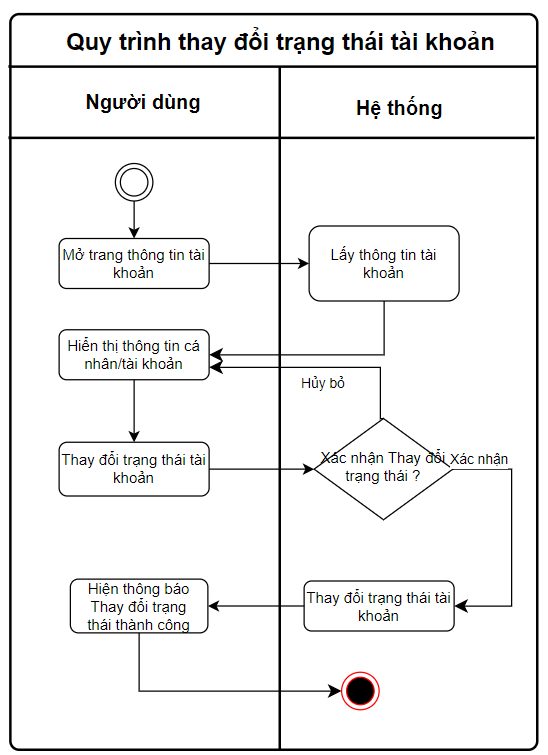 Quy trình thay đổi trạng thái tài khoản
Người dùng
Hệ thống
Mở trang thông tin tài
khoản
Lấy thông tin tài
khoản
Hiển thị thông tin cá
nhân/tài khoản
Hủy bỏ
Thay đổi trạng thái tài
khoản
Xác nhận Thay đổi
trạng thái ?
Xác nhận
Hiện thông báo
Thay đổi trạng
thái thành công
Thay đổi trạng thái tài
khoản